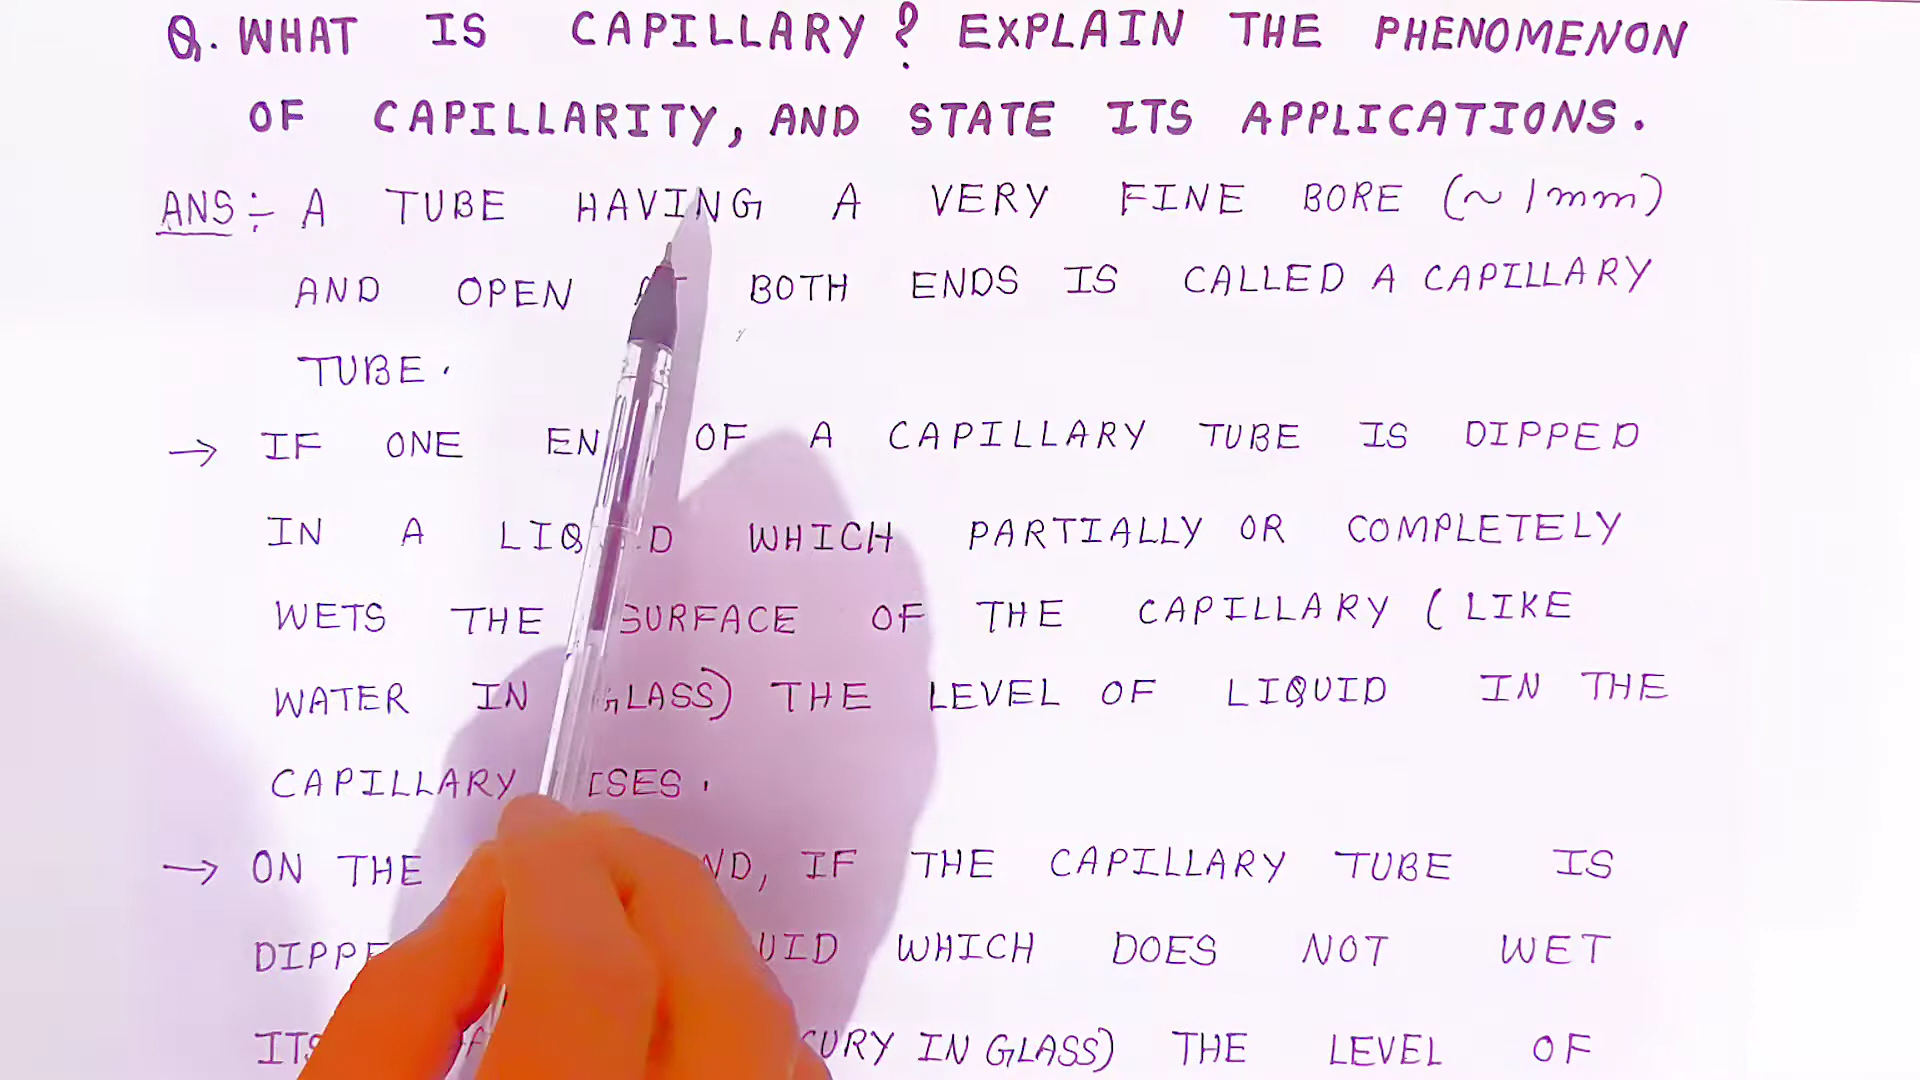 Q. WHAT IS CAPILLARY? EXPLAIN THE PHENOMENON
OF CAPILLARITY, AND STATE ITS APPLICATIONS.
ANS:- A TUBE HAVING A VERY FINE BORE (~ 1mm)
AND OPEN BOTH ENDS IS CALLED A CAPILLARY
TUBE.
→ IF ONE OF A CAPILLARY TUBE IS DIPPED
IN A WHICH PARTIALLY OR COMPLETELY
WETS THE SURFACE OF THE CAPILLARY (LIKE
WATER IN GLASS) THE LEVEL OF LIQUID IN THE
CAPILLARY
→ ON THE IF THE CAPILLARY TUBE IS
WHICH DOES NOT WET
IN GLASS) THE LEVEL OF